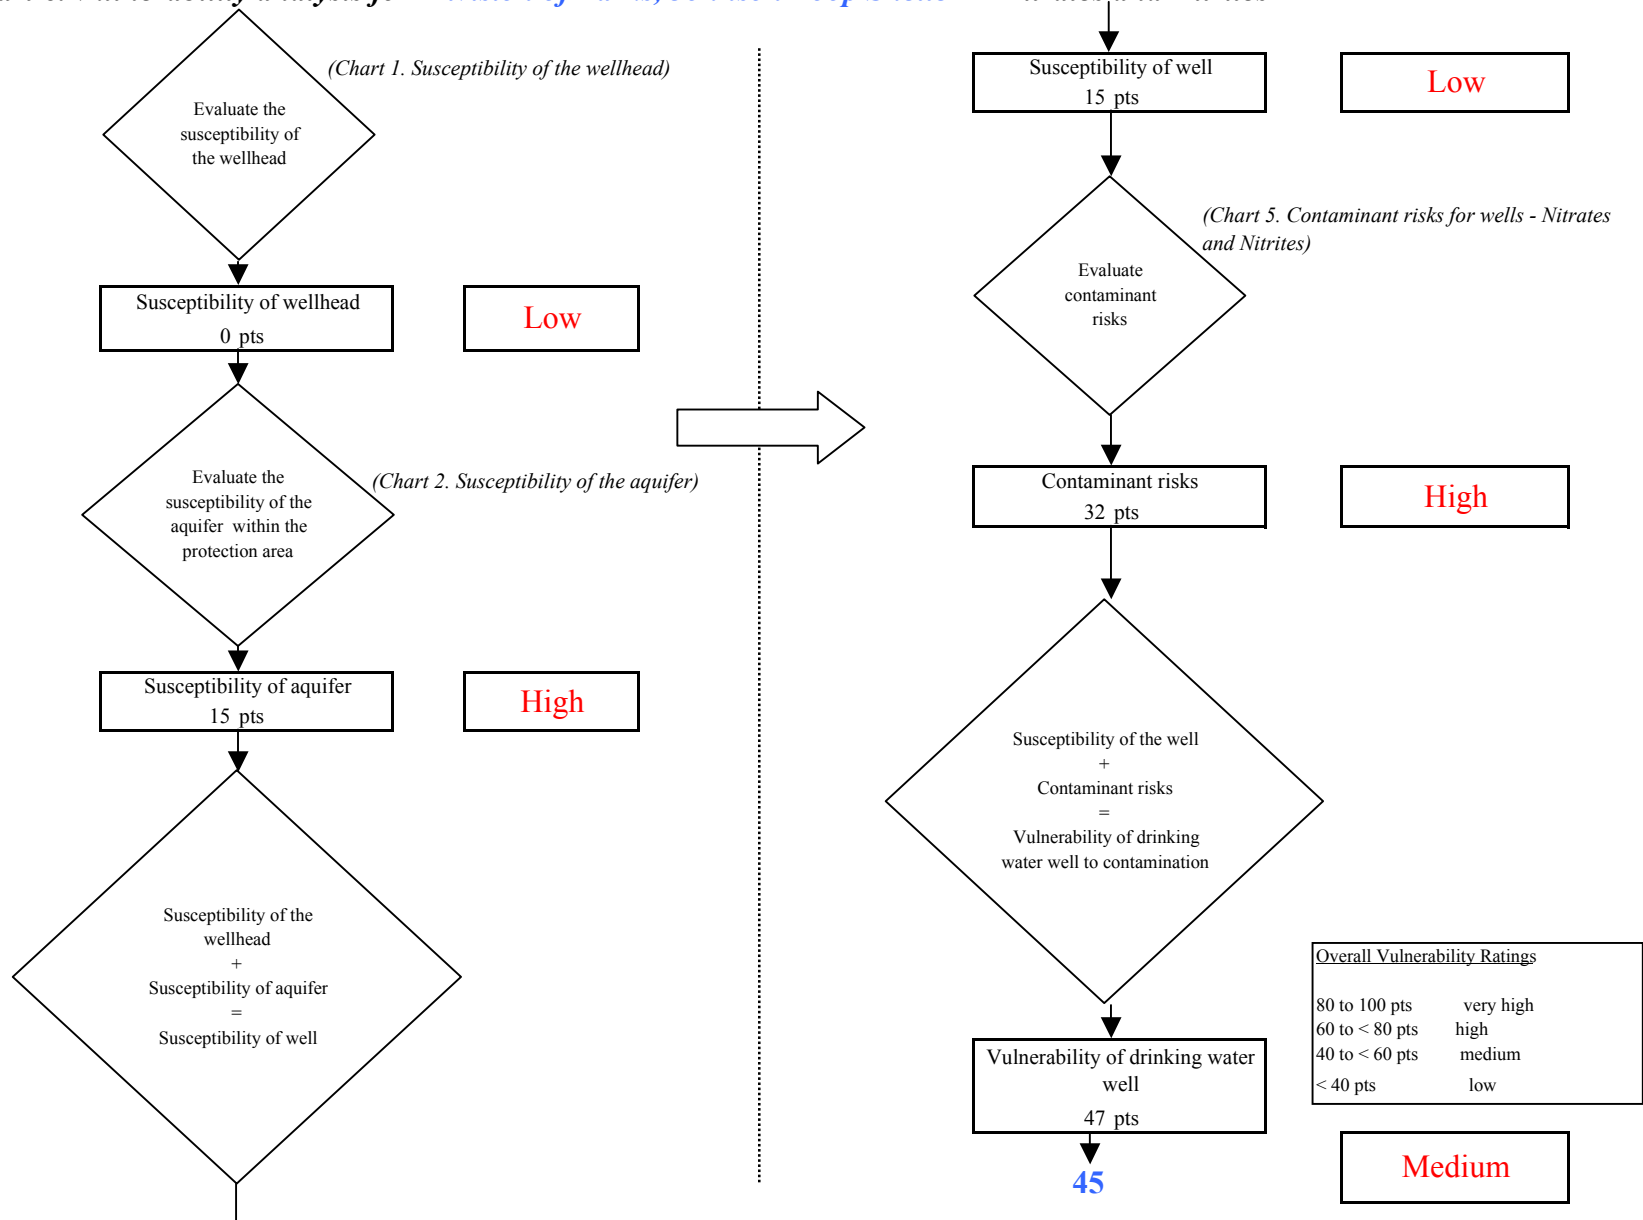 (Chart 1. Susceptibility of the wellhead)
Evaluate the
susceptibility of
the wellhead
Susceptibility of wellhead
0 pts
Low
Evaluate the
susceptibility of the
aquifer within the
protection area
(Chart 2. Susceptibility of the aquifer)
Susceptibility of aquifer
15 pts
High
Susceptibility of the
wellhead
+
Susceptibility of aquifer
=
Susceptibility of well
Susceptibility of well
15 pts
Low
(Chart 5. Contaminant risks for wells - Nitrates
and Nitrites)
Evaluate
contaminant
risks
Contaminant risks
32 pts
High
Susceptibility of the well
+
Contaminant risks
=
Vulnerability of drinking
water well to contamination
Overall Vulnerability Ratings
80 to 100 pts very high
60 to < 80 pts high
40 to < 60 pts medium
< 40 pts low
Vulnerability of drinking water
well
47 pts
45
Medium